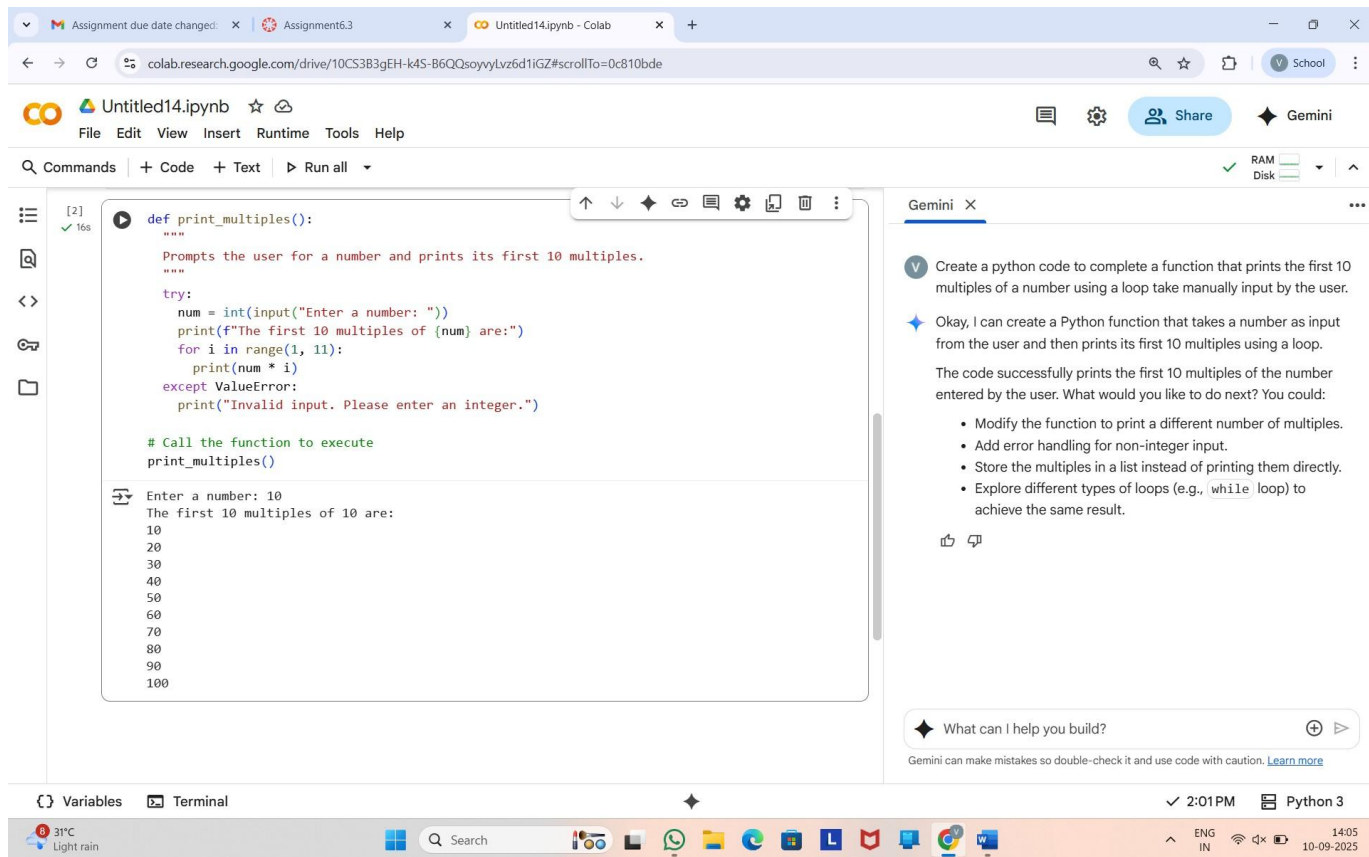 Assignment due date changed:
Assignment6.3
Untitled14.ipynb - Colab
colab.research.google.com/drive/10CS3B3gEH-k4S-B6QQsoyvyLvz6d1iGZ#scrollTo=0c810bde
V School
CO Untitled14.ipynb
File Edit View Insert Runtime Tools Help
Share
Gemini
Commands + Code + Text Run all
RAM
Disk
[2]
16s
def print_multiples():
"""
Prompts the user for a number and prints its first 10 multiples.
"""
try:
num = int(input("Enter a number: "))
print(f"The first 10 multiples of {num} are:")
for i in range(1, 11):
print(num * i)
except ValueError:
print("Invalid input. Please enter an integer.")
# Call the function to execute
print_multiples()
Enter a number: 10
The first 10 multiples of 10 are:
10
20
30
40
50
60
70
80
90
100
Gemini
V
Create a python code to complete a function that prints the first 10
multiples of a number using a loop take manually input by the user.
Okay, I can create a Python function that takes a number as input
from the user and then prints its first 10 multiples using a loop.
The code successfully prints the first 10 multiples of the number
entered by the user. What would you like to do next? You could:
• Modify the function to print a different number of multiples.
• Add error handling for non-integer input.
• Store the multiples in a list instead of printing them directly.
• Explore different types of loops (e.g., while loop) to
achieve the same result.
What can I help you build?
Gemini can make mistakes so double-check it and use code with caution. Learn more
{} Variables Terminal
2:01 PM Python 3
8
31°C
Light rain
Search
L
ENG
IN
14:05
10-09-2025